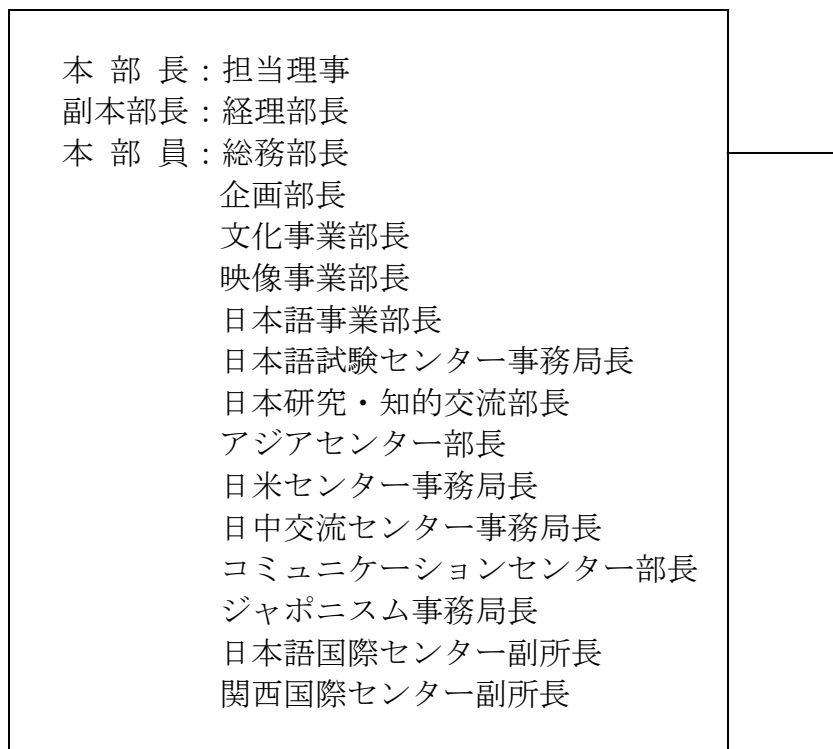 本 部 長：担当理事
副本部長：経理部長
本 部 員：総務部長
企画部長
文化事業部長
映像事業部長
日本語事業部長
日本語試験センター事務局長
日本研究・知的交流部長
アジアセンター部長
日米センター事務局長
日中交流センター事務局長
コミュニケーションセンター部長
ジャポニスム事務局長
日本語国際センター副所長
関西国際センター副所長